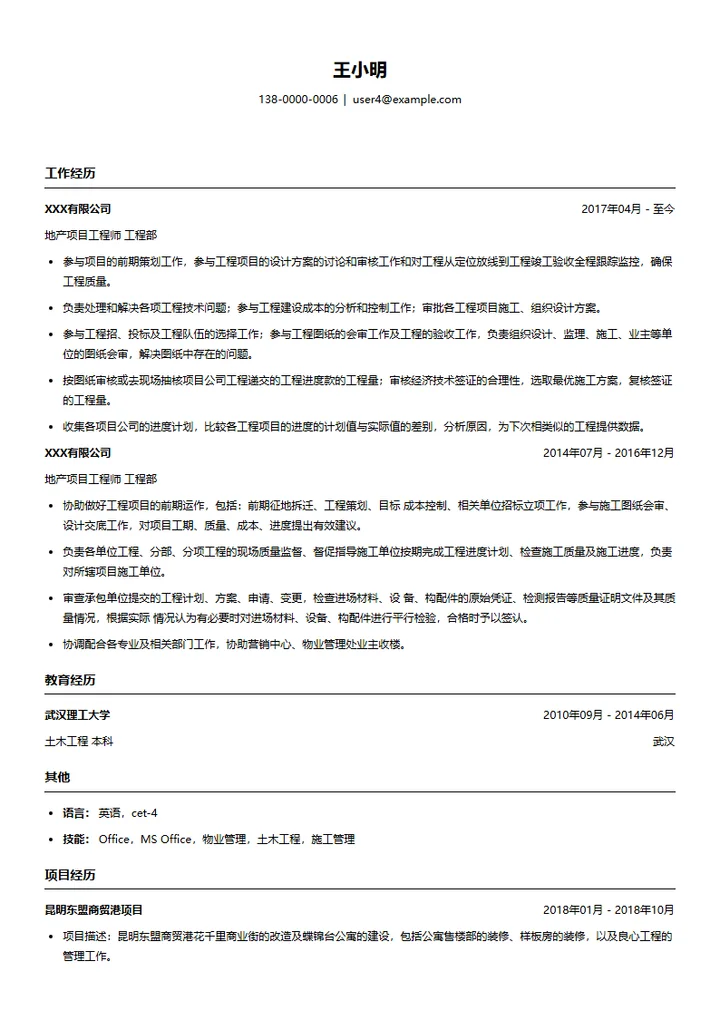 王小明
138-0000-0006 | user4@example.com
工作经历
XXX有限公司 2017年04月 - 至今
地产项目工程师 工程部
• 参与项目的前期策划工作，参与工程项目的设计方案的讨论和审核工作和对工程从定位放线到工程竣工验收全程跟踪监控，确保
工程质量。
• 负责处理和解决各项工程技术问题；参与工程建设成本的分析和控制工作；审批各工程项目施工、组织设计方案。
• 参与工程招、投标及工程队伍的选择工作；参与工程图纸的会审工作及工程的验收工作，负责组织设计、监理、施工、业主等单
位的图纸会审，解决图纸中存在的问题。
• 按图纸审核或去现场抽核项目公司工程递交的工程进度款的工程量；审核经济技术签证的合理性，选取最优施工方案，复核签证
的工程量。
• 收集各项目公司的进度计划，比较各工程项目的进度的计划值与实际值的差别，分析原因，为下次相类似的工程提供数据。
XXX有限公司 2014年07月 - 2016年12月
地产项目工程师 工程部
• 协助做好工程项目的前期运作，包括：前期征地拆迁、工程策划、目标 成本控制、相关单位招标立项工作，参与施工图纸会审、
设计交底工作，对项目工期、质量、成本、进度提出有效建议。
• 负责各单位工程、分部、分项工程的现场质量监督、督促指导施工单位按期完成工程进度计划、检查施工质量及施工进度，负责
对所辖项目施工单位。
• 审查承包单位提交的工程计划、方案、申请、变更，检查进场材料、设 备、构配件的原始凭证、检测报告等质量证明文件及其质
量情况，根据实际 情况认为有必要时对进场材料、设备、构配件进行平行检验，合格时予以签认。
• 协调配合各专业及相关部门工作，协助营销中心、物业管理处业主收楼。
教育经历
武汉理工大学 2010年09月 - 2014年06月
土木工程 本科 武汉
其他
• 语言： 英语，cet-4
• 技能： Office，MS Office，物业管理，土木工程，施工管理
项目经历
昆明东盟商贸港项目 2018年01月 - 2018年10月
• 项目描述：昆明东盟商贸港花千里商业街的改造及蝶锦台公寓的建设，包括公寓售楼部的装修、样板房的装修，以及良心工程的
管理工作。